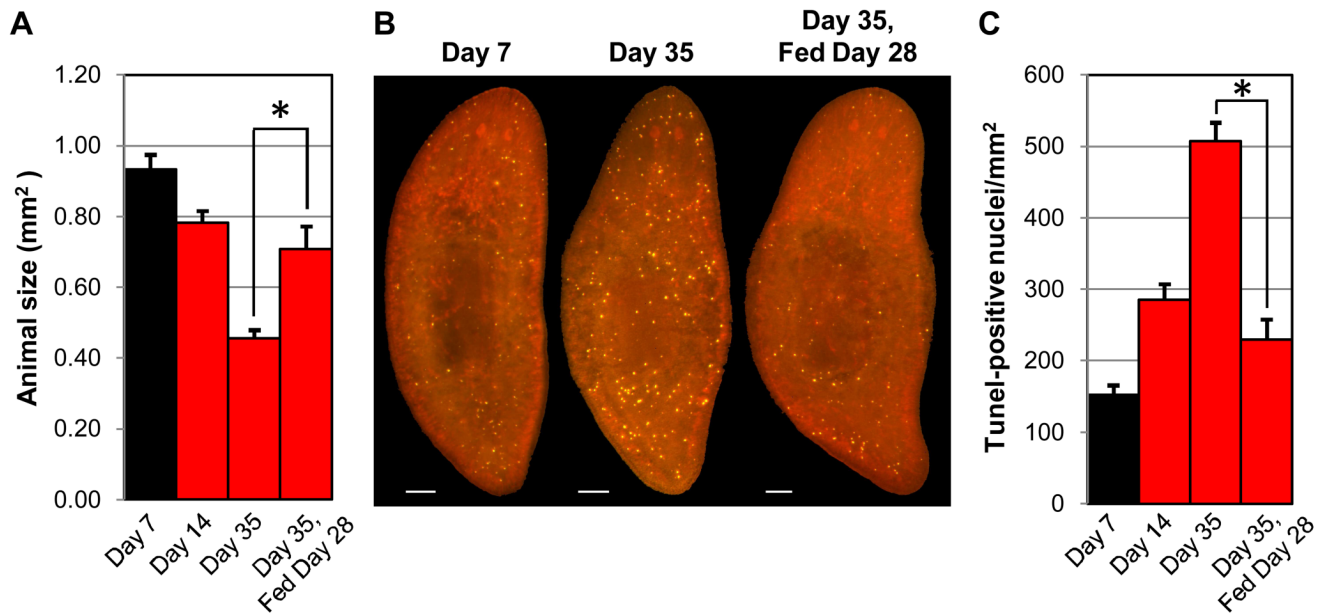 A
Animal size (mm²)
1.20
1.00
0.80
0.60
0.40
0.20
0.00
*
Day 7
Day 14
Day 35
Day 35,
Fed Day 28
B
Day 7
Day 35
Day 35,
Fed Day 28
C
Tunel-positive nuclei/mm²
600
500
400
300
200
100
0
*
Day 7
Day 14
Day 35
Day 35,
Fed Day 28